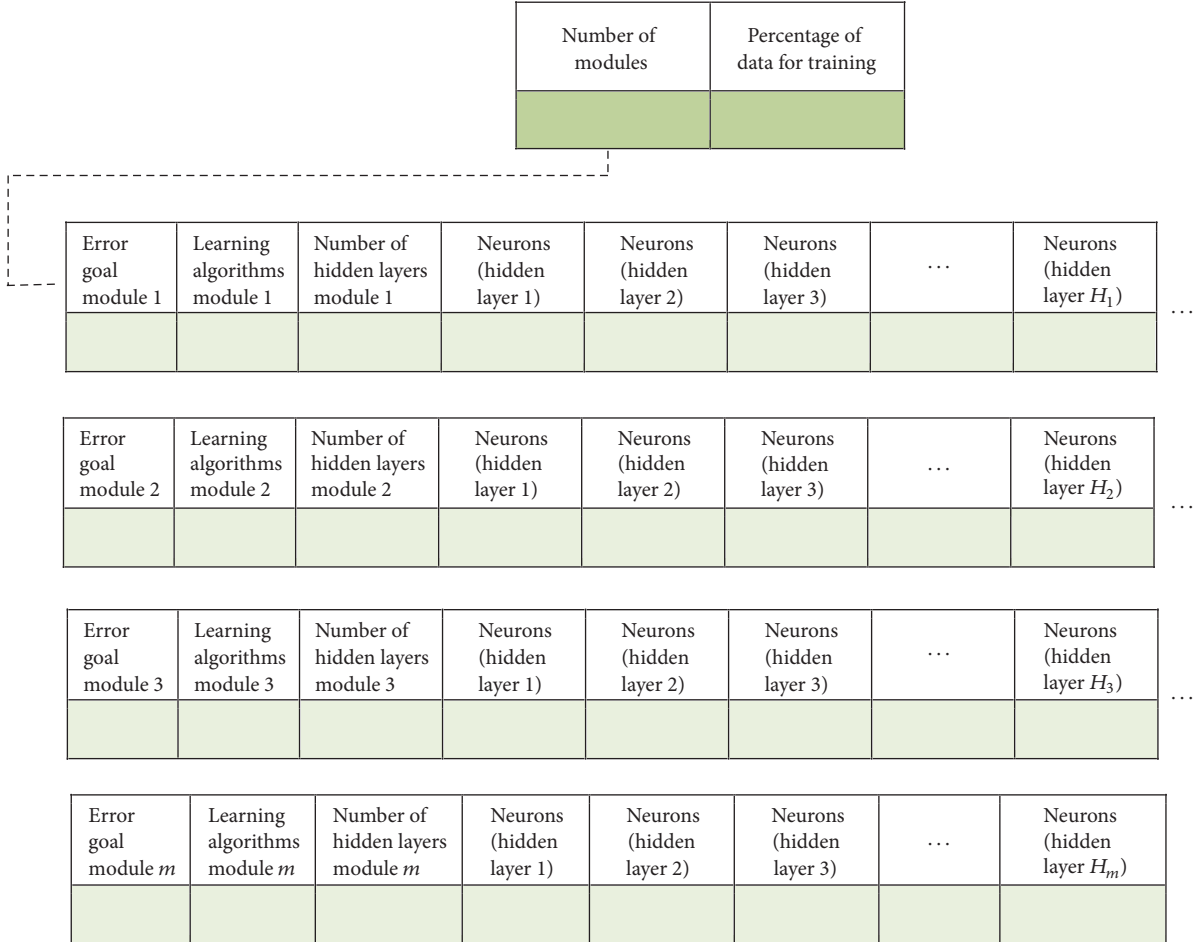 Number of
modules
Percentage of
data for training
Error
goal
module 1
Learning
algorithms
module 1
Number of
hidden layers
module 1
Neurons
(hidden
layer 1)
Neurons
(hidden
layer 2)
Neurons
(hidden
layer 3)
...
Neurons
(hidden
layer H₁)
...
Error
goal
module 2
Learning
algorithms
module 2
Number of
hidden layers
module 2
Neurons
(hidden
layer 1)
Neurons
(hidden
layer 2)
Neurons
(hidden
layer 3)
...
Neurons
(hidden
layer H₂)
...
Error
goal
module 3
Learning
algorithms
module 3
Number of
hidden layers
module 3
Neurons
(hidden
layer 1)
Neurons
(hidden
layer 2)
Neurons
(hidden
layer 3)
...
Neurons
(hidden
layer H₃)
...
Error
goal
module m
Learning
algorithms
module m
Number of
hidden layers
module m
Neurons
(hidden
layer 1)
Neurons
(hidden
layer 2)
Neurons
(hidden
layer 3)
...
Neurons
(hidden
layer Hₘ)